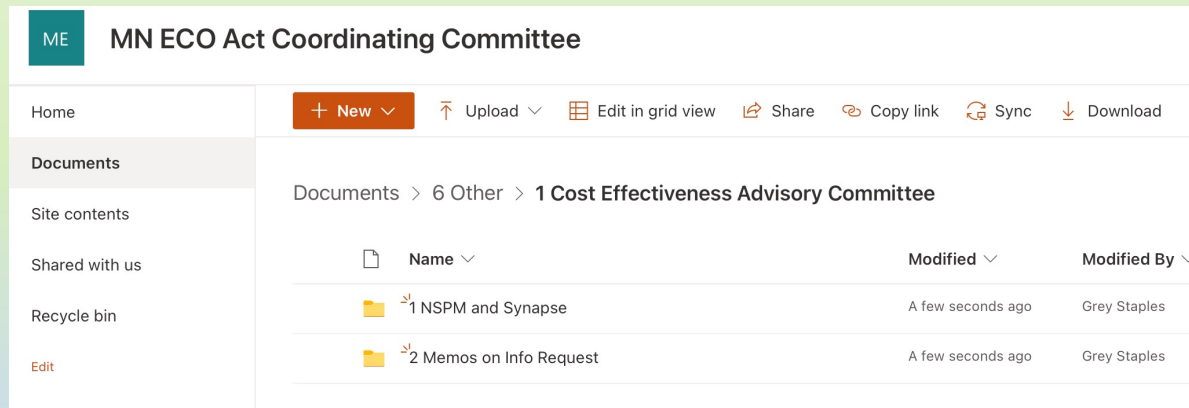 ME MN ECO Act Coordinating Committee
Home
Documents
Site contents
Shared with us
Recycle bin
Edit
New Upload Edit in grid view Share Copy link Sync Download
Documents > 6 Other > 1 Cost Effectiveness Advisory Committee
Name Modified Modified By
1 NSPM and Synapse A few seconds ago Grey Staples
2 Memos on Info Request A few seconds ago Grey Staples